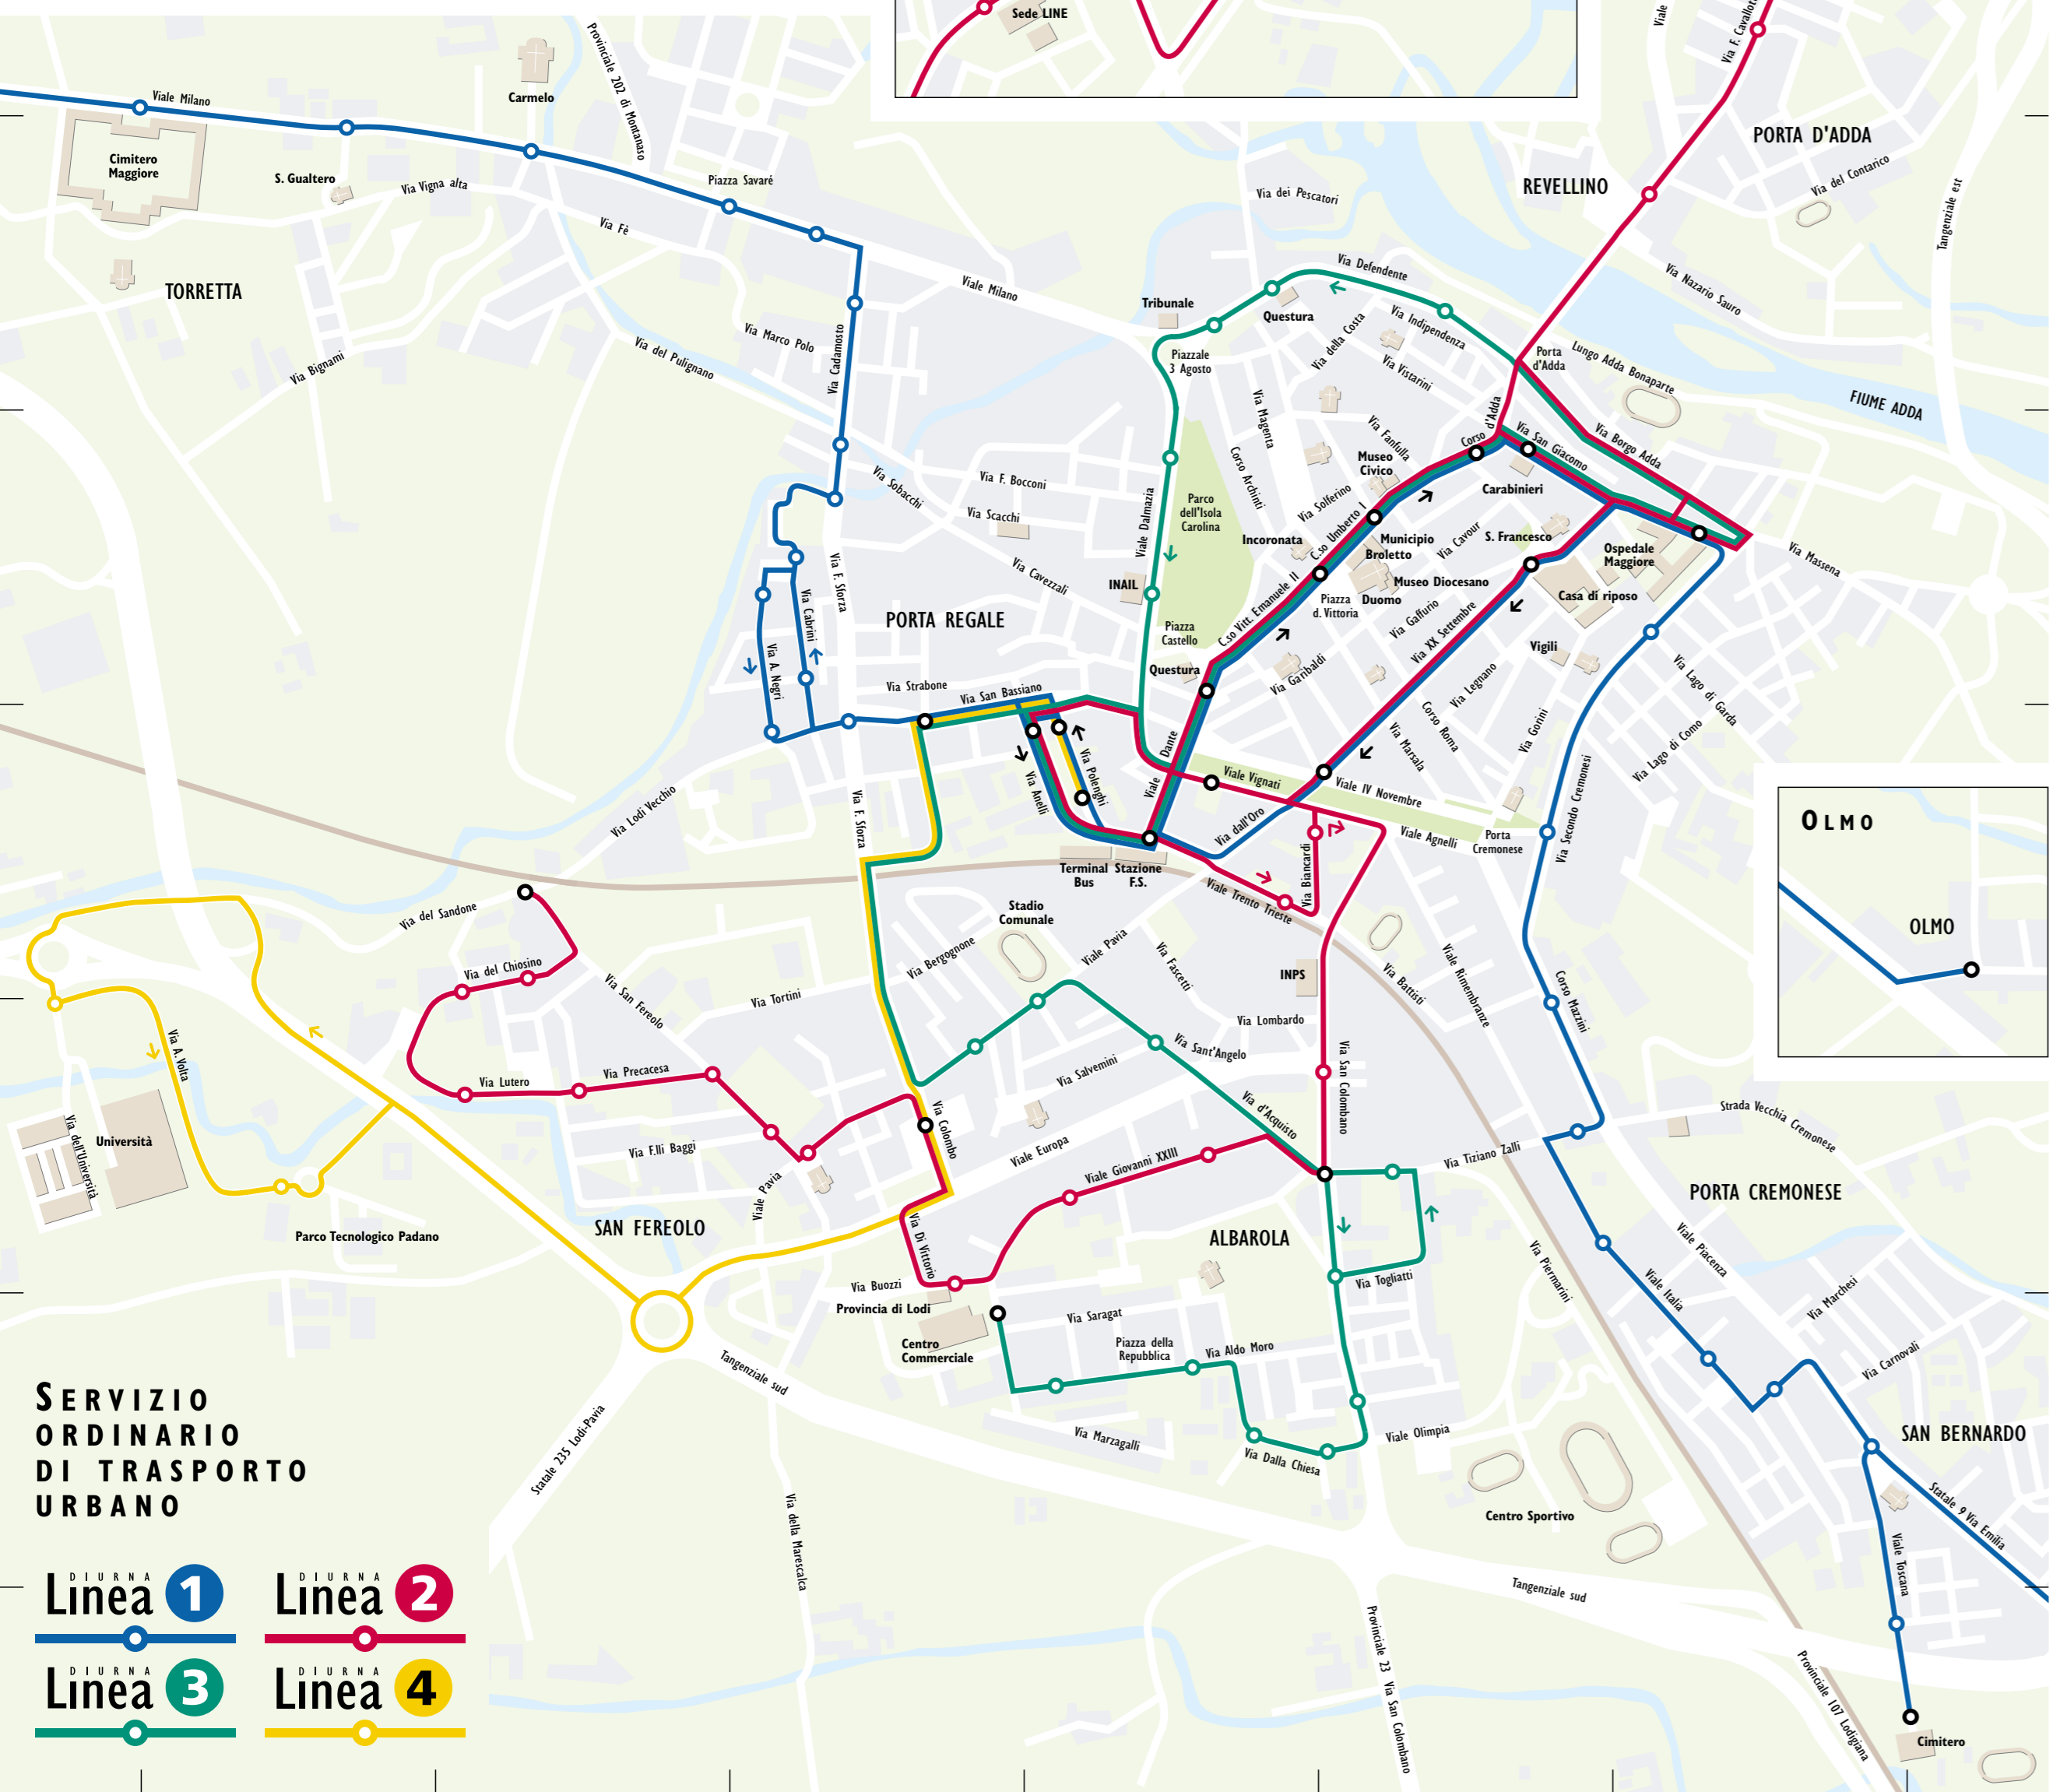 Sede LINE
Viale
Via F. Cavallotti
Provinciale 202 di Montanaso
Carmelo
Viale Milano
Cimitero
Maggiore
S. Gualtero
Via Vigna alta
Piazza Savaré
Via Fè
PORTA D'ADDA
REVELLINO
Via del Contarico
Via dei Pescatori
Tangenziale est
TORRETTA
Viale Milano
Via Defendente
Via Nazario Sauro
Tribunale
Questura
Via Indipendenza
Via della Costa
Via Marco Polo
Via Cadamosto
Via del Pulignano
Via Bignami
Piazzale
3 Agosto
Via Vistarini
Porta
d'Adda
Lungo Adda Bonaparte
FIUME ADDA
Via Magenta
Via Fanfulla
Corso
d'Adda
Via San Giacomo
Via Borgo Adda
Museo
Civico
Corso Archinti
Via Sobacchi
Via F. Bocconi
Via Scacchi
Viale Dalmazia
Parco
dell'Isola
Carolina
Via Solferino
Carabinieri
C.so Umberto I
Incoronata
Municipio
Broletto
Via Cavour
S. Francesco
Ospedale
Maggiore
Via Massena
Via Cavezzali
INAIL
Museo Diocesano
Duomo
Piazza
d. Vittoria
Casa di riposo
Via F. Sforza
Via Cabrini
Via A. Negri
PORTA REGALE
Piazza
Castello
C.so Vitt. Emanuele II
Via Gaffurio
Via XX Settembre
Vigili
Questura
Via Garibaldi
Via Legnano
Via Lago di Garda
Via Strabone
Via San Bassiano
Corso Roma
Via Gorini
Via Marsala
Via Lago di Como
Via Polenghi
Via Anelli
Viale
Dante
Viale Vignati
Viale IV Novembre
Via Secondo Cremonesi
Via Lodi Vecchio
Via F. Sforza
Via dall'Oro
Viale Agnelli
Porta
Cremonese
OLMO
OLMO
Terminal
Bus
Stazione
F.S.
Via Biancardi
Viale Trento Trieste
Via del Sandone
Stadio
Comunale
Via Bergognone
Viale Pavia
Via Fascetti
INPS
Via Battisti
Viale Rimembranze
Corso Mazzini
Via del Chiosino
Via San Fereolo
Via Tortini
Via Lombardo
Via Sant'Angelo
Via San Colombano
Via A. Volta
Via Lutero
Via Precacesa
Via Salvemini
Via d'Acquisto
Via Colombo
Strada Vecchia Cremonese
Università
Via dell'Università
Via F.lli Baggi
Viale Europa
Viale Giovanni XXIII
Via Tiziano Zalli
Viale Pavia
PORTA CREMONESE
Parco Tecnologico Padano
SAN FEREOLO
Via Di Vittorio
ALBAROLA
Viale Piacenza
Via Piermarini
Via Buozzi
Provincia di Lodi
Via Togliatti
Viale Italia
Via Marchesi
Centro
Commerciale
Via Saragat
Piazza della
Repubblica
Via Aldo Moro
Via Carnovali
Tangenziale sud
Via Marzagalli
Viale Olimpia
Via Dalla Chiesa
SAN BERNARDO
Statale 235 Lodi-Pavia
Centro Sportivo
Statale 9 Via Emilia
Via della Marescalca
Viale Toscana
Tangenziale sud
Provinciale 23 Via San Colombano
Provinciale 107 Lodigiana
Cimitero
SERVIZIO
ORDINARIO
DI TRASPORTO
URBANO
DIURNA
Linea 1
DIURNA
Linea 2
DIURNA
Linea 3
DIURNA
Linea 4